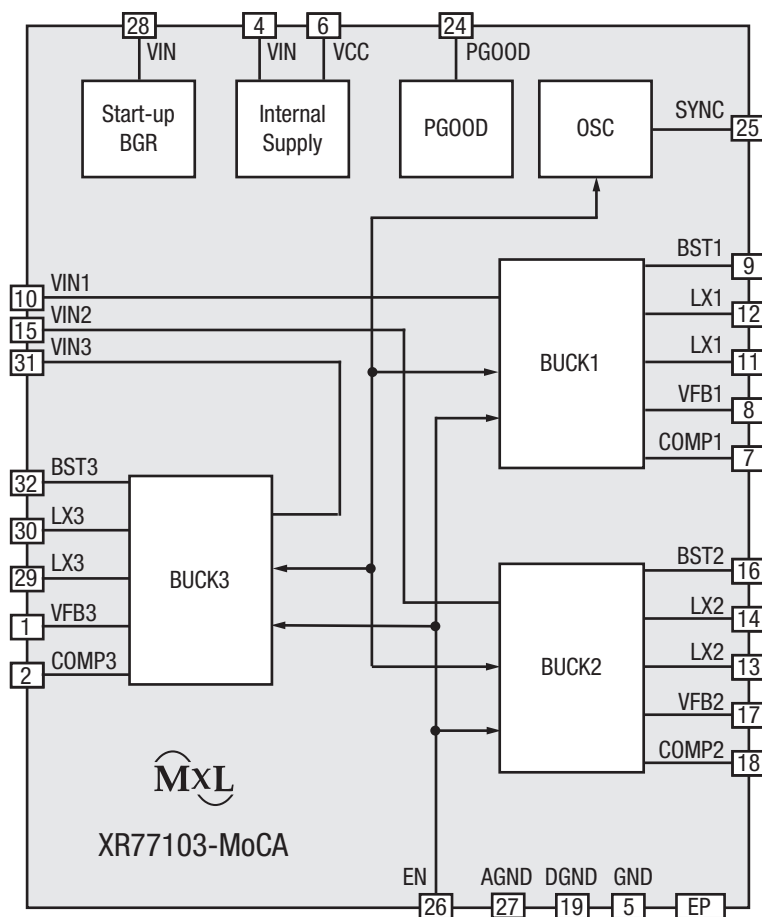 28 4 6 24
VIN VIN VCC PGOOD
Start-up
BGR
Internal
Supply
PGOOD
OSC
SYNC
25
VIN1
10
VIN2
15
VIN3
31
BUCK1
BST1
9
LX1
12
LX1
11
VFB1
8
COMP1
7
BST3
32
LX3
30
LX3
29
VFB3
1
COMP3
2
BUCK3
BUCK2
BST2
16
LX2
14
LX2
13
VFB2
17
COMP2
18
MXL
XR77103-MoCA
EN AGND DGND GND
26 27 19 5 EP